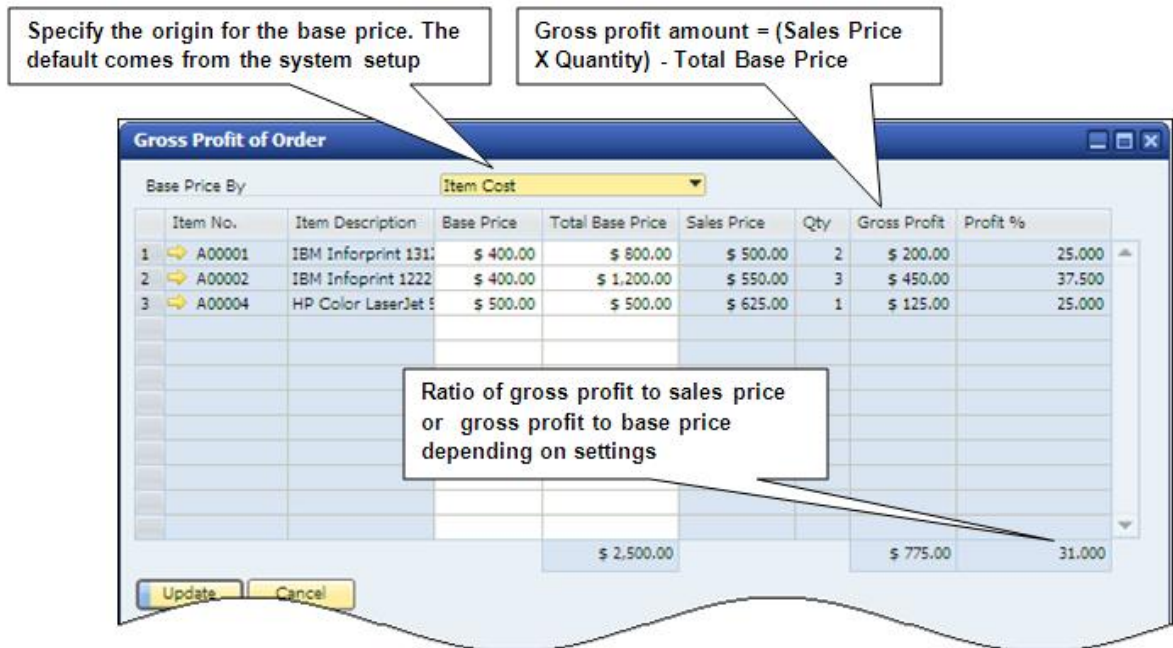 Specify the origin for the base price. The
default comes from the system setup
Gross profit amount = (Sales Price
X Quantity) - Total Base Price
Gross Profit of Order
Base Price By Item Cost
Item No. Item Description Base Price Total Base Price Sales Price Qty Gross Profit Profit %
1 A00001 IBM Inforprint 1312 $ 400.00 $ 800.00 $ 500.00 2 $ 200.00 25.000
2 A00002 IBM Infoprint 1222 $ 400.00 $ 1,200.00 $ 550.00 3 $ 450.00 37.500
3 A00004 HP Color LaserJet 5 $ 500.00 $ 500.00 $ 625.00 1 $ 125.00 25.000
Ratio of gross profit to sales price
or gross profit to base price
depending on settings
$ 2,500.00 $ 775.00 31.000
Update Cancel